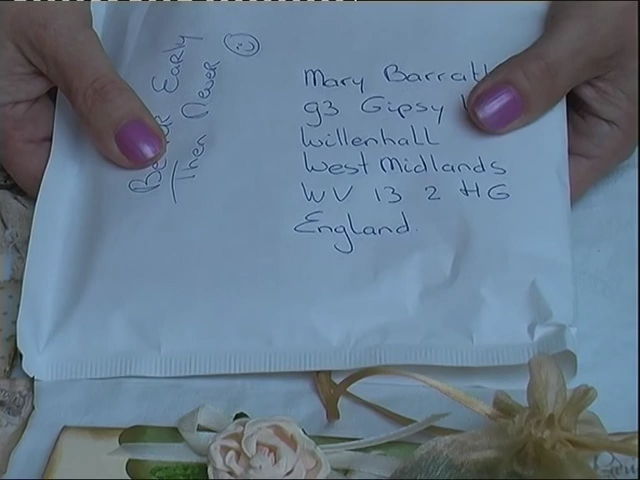 Mary Barratt
93 Gipsy
Willenhall
West Midlands
WV 13 2 HG
England.
Early
Then Never ☺